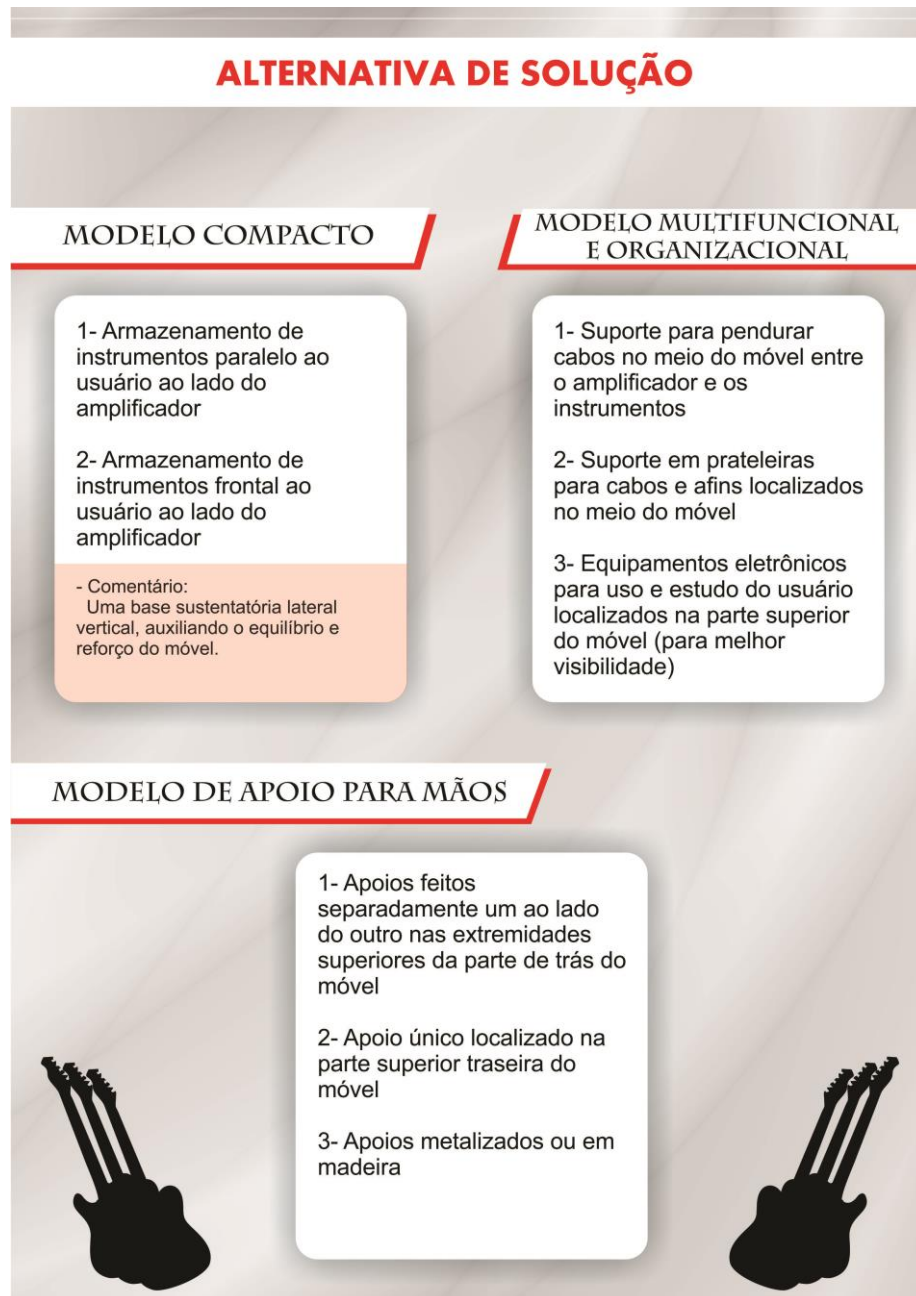 ALTERNATIVA DE SOLUÇÃO
MODELO COMPACTO
1- Armazenamento de
instrumentos paralelo ao
usuário ao lado do
amplificador
2- Armazenamento de
instrumentos frontal ao
usuário ao lado do
amplificador
- Comentário:
Uma base sustentatória lateral
vertical, auxiliando o equilíbrio e
reforço do móvel.
MODELO MULTIFUNCIONAL
E ORGANIZACIONAL
1- Suporte para pendurar
cabos no meio do móvel entre
o amplificador e os
instrumentos
2- Suporte em prateleiras
para cabos e afins localizados
no meio do móvel
3- Equipamentos eletrônicos
para uso e estudo do usuário
localizados na parte superior
do móvel (para melhor
visibilidade)
MODELO DE APOIO PARA MÃOS
1- Apoios feitos
separadamente um ao lado
do outro nas extremidades
superiores da parte de trás do
móvel
2- Apoio único localizado na
parte superior traseira do
móvel
3- Apoios metalizados ou em
madeira